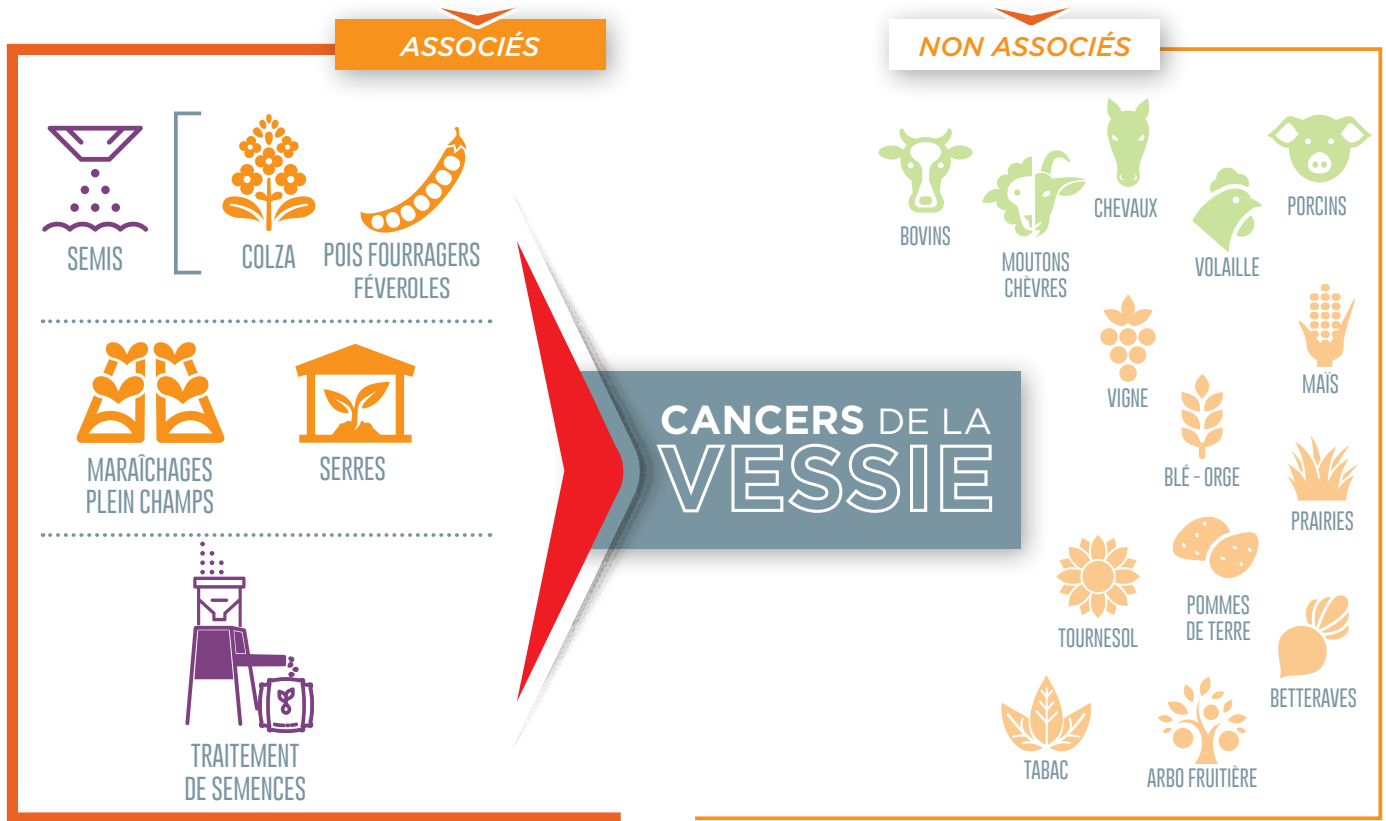 ASSOCIÉS
SEMIS
COLZA
POIS FOURRAGERS
FÉVEROLES
MARAÎCHAGES
PLEIN CHAMPS
SERRES
TRAITEMENT
DE SEMENCES
CANCERS DE LA
VESSIE
NON ASSOCIÉS
BOVINS
MOUTONS
CHÈVRES
CHEVAUX
VOLAILLE
PORCINS
VIGNE
MAÏS
BLÉ - ORGE
PRAIRIES
TOURNESOL
POMMES
DE TERRE
BETTERAVES
TABAC
ARBO FRUITIÈRE